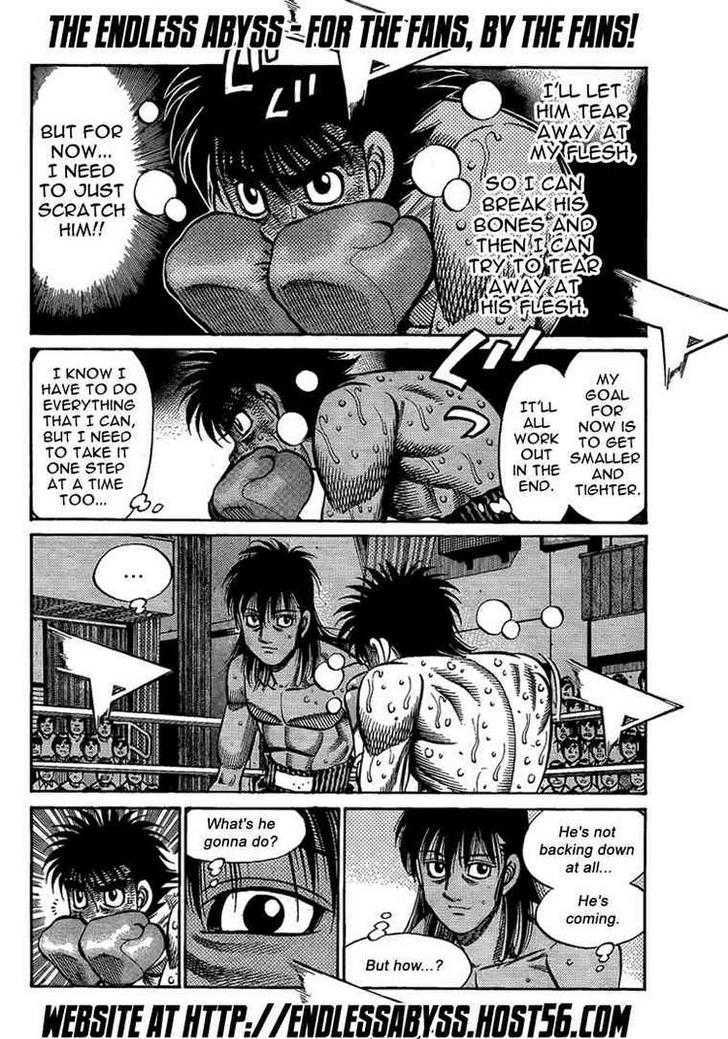 THE ENDLESS ABYSS - FOR THE FANS, BY THE FANS!
I'LL LET
HIM TEAR
AWAY AT
MY FLESH,
SO I CAN
BREAK HIS
BONES AND
THEN I CAN
TRY TO TEAR
AWAY AT
HIS FLESH.
BUT FOR
NOW...
I NEED
TO JUST
SCRATCH
HIM!!
MY
GOAL
FOR
NOW IS
TO GET
SMALLER
AND
TIGHTER.
IT'LL
ALL
WORK
OUT
IN THE
END.
I KNOW I
HAVE TO DO
EVERYTHING
THAT I CAN,
BUT I NEED
TO TAKE IT
ONE STEP
AT A TIME
TOO...
...
He's not
backing down
at all...
He's
coming.
But how...?
What's he
gonna do?
WEBSITE AT HTTP://ENDLESSABYSS.HOST56.COM